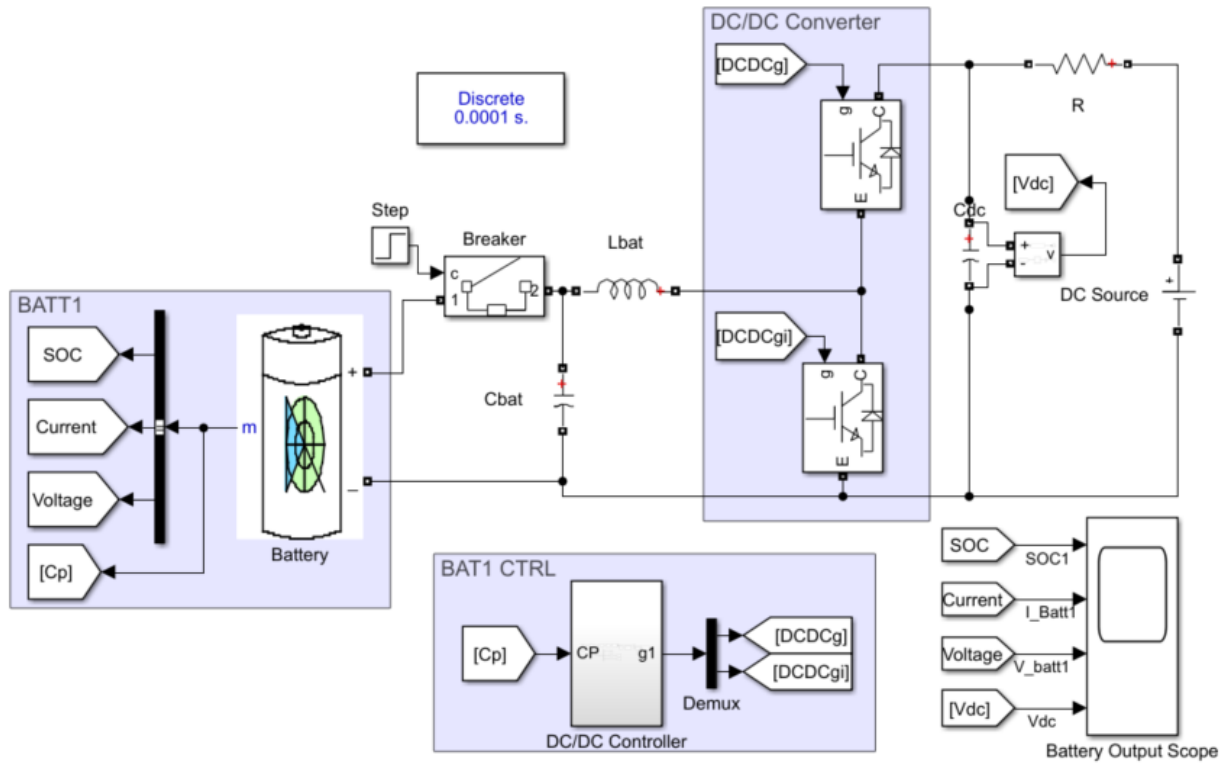 DC/DC Converter
[DCDCg]
g
C
E
R
Discrete
0.0001 s.
[Vdc]
Step
Breaker
Lbat
Cdc
c
1
2
+
-
v
DC Source
+
BATT1
SOC
[DCDCgi]
g
C
E
+
Cbat
Current
m
Voltage
_
[Cp]
Battery
BAT1 CTRL
SOC
SOC1
Current
I_Batt1
[Cp]
CP
g1
[DCDCg]
[DCDCgi]
Voltage
V_batt1
Demux
[Vdc]
Vdc
DC/DC Controller
Battery Output Scope